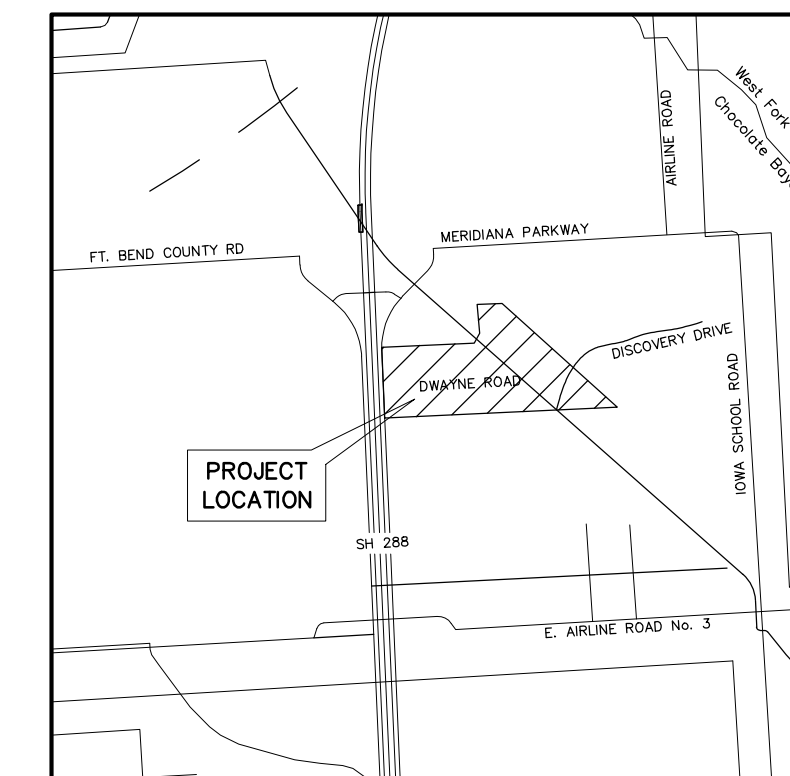 West Fork
Chocolate
AIRLINE ROAD
MERIDIANA PARKWAY
FT. BEND COUNTY RD
DISCOVERY DRIVE
DWAYNE ROAD
IOWA SCHOOL ROAD
PROJECT
LOCATION
SH 288
E. AIRLINE ROAD No. 3